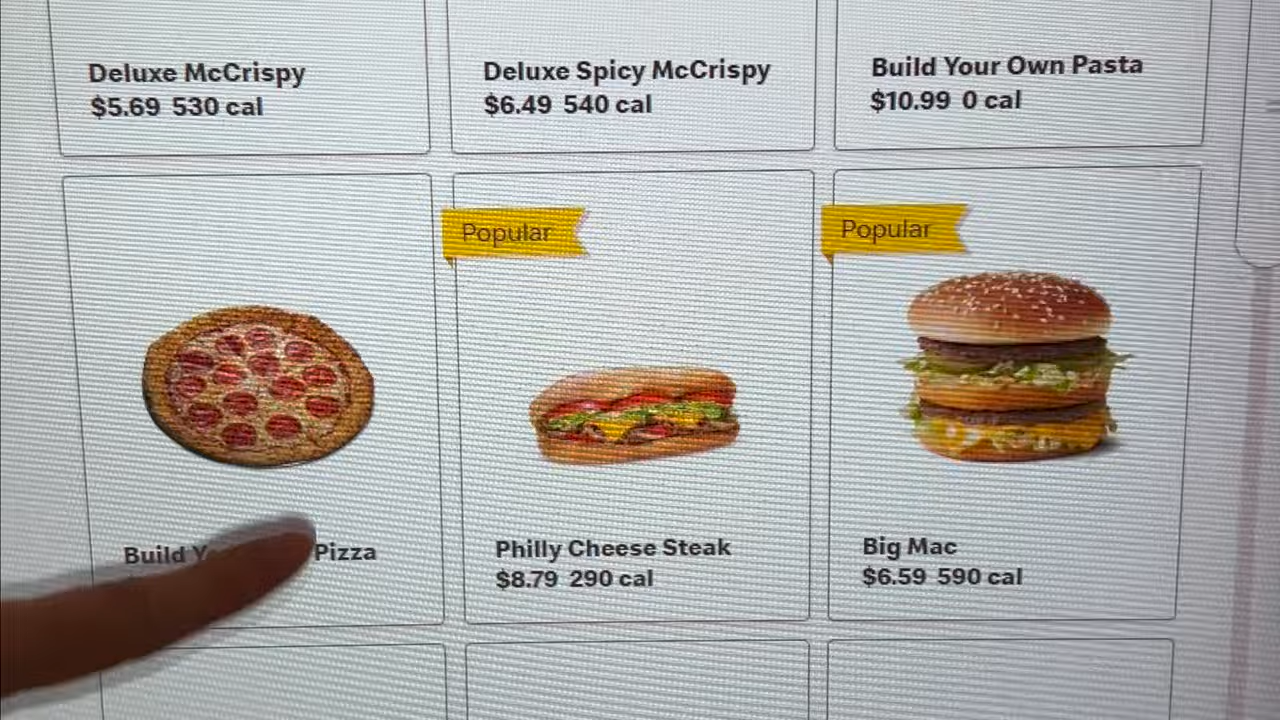 Deluxe McCrispy
$5.69 530 cal
Deluxe Spicy McCrispy
$6.49 540 cal
Build Your Own Pasta
$10.99 0 cal
Popular
Popular
Build Pizza
Philly Cheese Steak
$8.79 290 cal
Big Mac
$6.59 590 cal